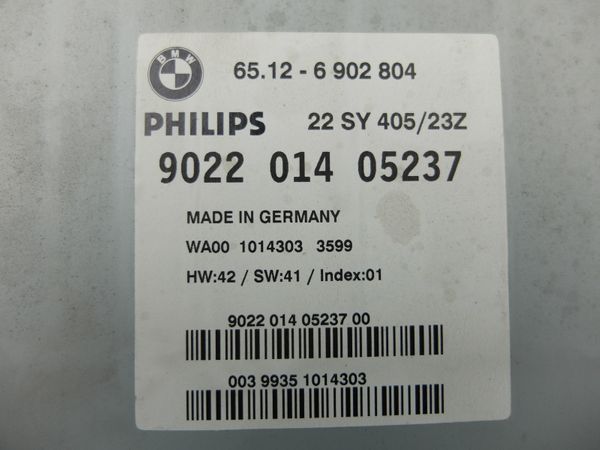 BMW
65.12 - 6 902 804
PHILIPS 22 SY 405/23Z
9022 014 05237
MADE IN GERMANY
WA00 1014303 3599
HW:42 / SW:41 / Index:01
9022 014 05237 00
003 9935 1014303